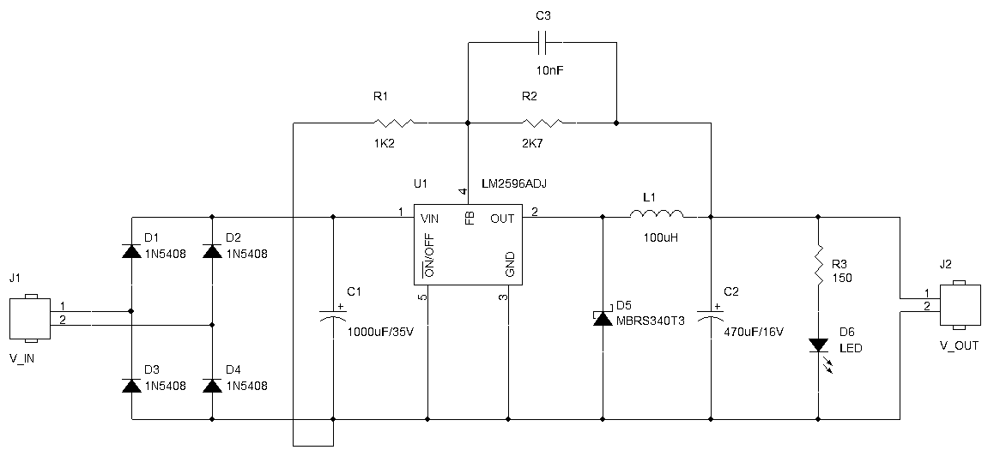 C3
10nF
R1
1K2
R2
2K7
U1
LM2596ADJ
4
1
VIN
FB
OUT
2
ON/OFF
GND
5
3
L1
100uH
D1
1N5408
D2
1N5408
J1
1
2
V_IN
D3
1N5408
D4
1N5408
C1
+
1000uF/35V
D5
MBRS340T3
C2
+
470uF/16V
R3
150
D6
LED
J2
1
2
V_OUT